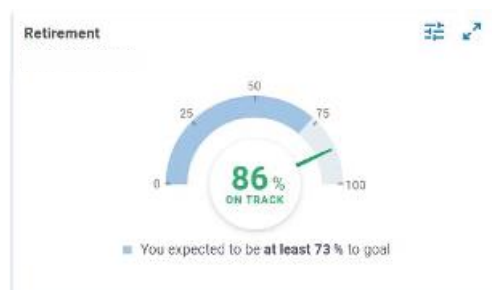 Retirement
50
25
75
0
100
86 %
ON TRACK
You expected to be at least 73 % to goal